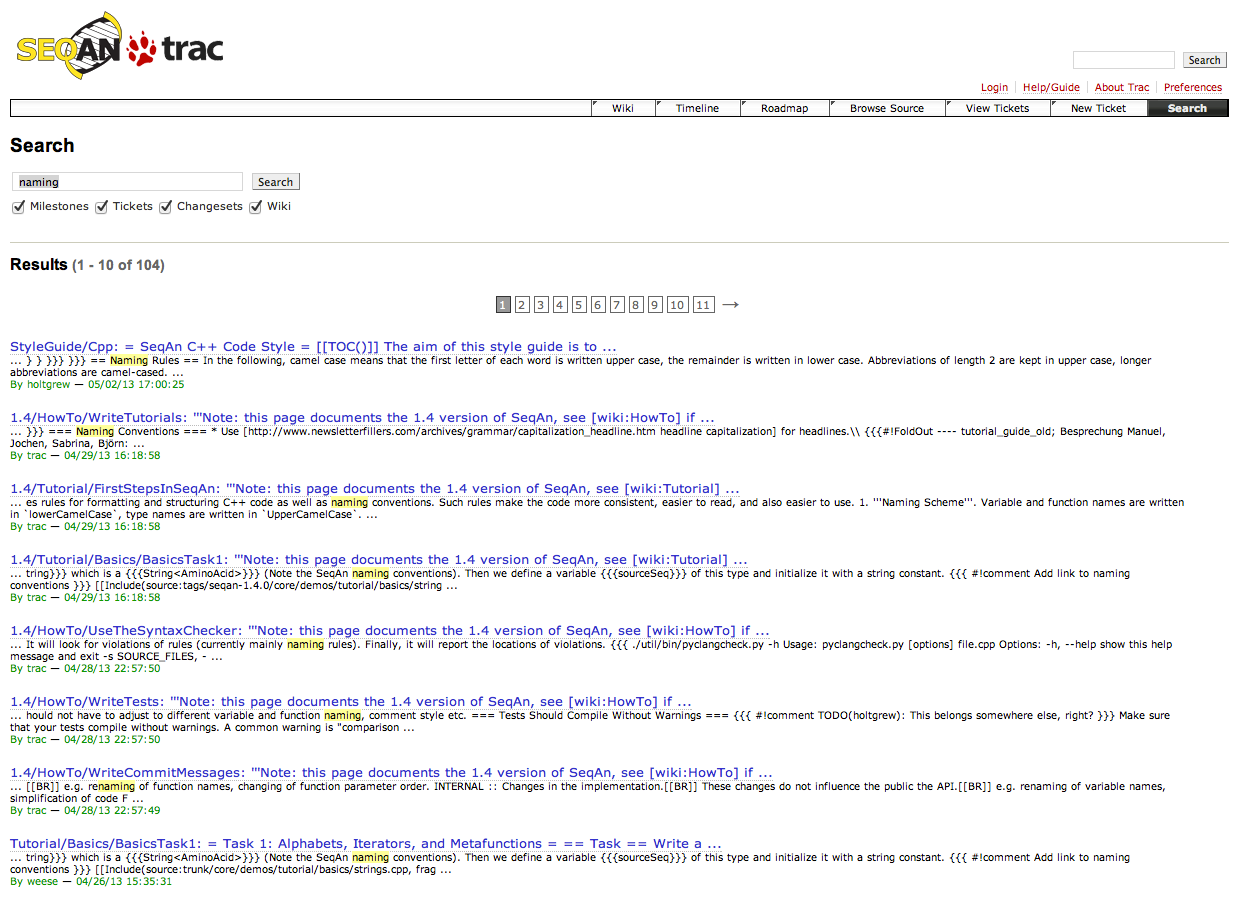 SEQAN trac
Search
Login Help/Guide About Trac Preferences
Wiki Timeline Roadmap Browse Source View Tickets New Ticket Search
Search
naming Search
Milestones Tickets Changesets Wiki
Results (1 - 10 of 104)
1 2 3 4 5 6 7 8 9 10 11 →
StyleGuide/Cpp: = SeqAn C++ Code Style = [[TOC()]] The aim of this style guide is to ...
... } } }}} }}} == Naming Rules == In the following, camel case means that the first letter of each word is written upper case, the remainder is written in lower case. Abbreviations of length 2 are kept in upper case, longer
abbreviations are camel-cased. ...
By holtgrew — 05/02/13 17:00:25
1.4/HowTo/WriteTutorials: '''Note: this page documents the 1.4 version of SeqAn, see [wiki:HowTo] if ...
... }}} === Naming Conventions === * Use [http://www.newsletterfillers.com/archives/grammar/capitalization_headline.htm headline capitalization] for headlines.\\ {{{#!FoldOut ---- tutorial_guide_old; Besprechung Manuel,
Jochen, Sabrina, Björn: ...
By trac — 04/29/13 16:18:58
1.4/Tutorial/FirstStepsInSeqAn: '''Note: this page documents the 1.4 version of SeqAn, see [wiki:Tutorial] ...
... es rules for formatting and structuring C++ code as well as naming conventions. Such rules make the code more consistent, easier to read, and also easier to use. 1. '''Naming Scheme'''. Variable and function names are written
in `lowerCamelCase`, type names are written in `UpperCamelCase`. ...
By trac — 04/29/13 16:18:58
1.4/Tutorial/Basics/BasicsTask1: '''Note: this page documents the 1.4 version of SeqAn, see [wiki:Tutorial] ...
... tring}}} which is a {{{String<AminoAcid>}}} (Note the SeqAn naming conventions). Then we define a variable {{{sourceSeq}}} of this type and initialize it with a string constant. {{{ #!comment Add link to naming
conventions }}} [[Include(source:tags/seqan-1.4.0/core/demos/tutorial/basics/string ...
By trac — 04/29/13 16:18:58
1.4/HowTo/UseTheSyntaxChecker: '''Note: this page documents the 1.4 version of SeqAn, see [wiki:HowTo] if ...
... It will look for violations of rules (currently mainly naming rules). Finally, it will report the locations of violations. {{{ ./util/bin/pyclangcheck.py -h Usage: pyclangcheck.py [options] file.cpp Options: -h, --help show this help
message and exit -s SOURCE_FILES, - ...
By trac — 04/28/13 22:57:50
1.4/HowTo/WriteTests: '''Note: this page documents the 1.4 version of SeqAn, see [wiki:HowTo] if ...
... hould not have to adjust to different variable and function naming, comment style etc. === Tests Should Compile Without Warnings === {{{ #!comment TODO(holtgrew): This belongs somewhere else, right? }}} Make sure
that your tests compile without warnings. A common warning is "comparison ...
By trac — 04/28/13 22:57:50
1.4/HowTo/WriteCommitMessages: '''Note: this page documents the 1.4 version of SeqAn, see [wiki:HowTo] if ...
... [[BR]] e.g. renaming of function names, changing of function parameter order. INTERNAL :: Changes in the implementation.[[BR]] These changes do not influence the public the API.[[BR]] e.g. renaming of variable names,
simplification of code F ...
By trac — 04/28/13 22:57:49
Tutorial/Basics/BasicsTask1: = Task 1: Alphabets, Iterators, and Metafunctions = == Task == Write a ...
... tring}}} which is a {{{String<AminoAcid>}}} (Note the SeqAn naming conventions). Then we define a variable {{{sourceSeq}}} of this type and initialize it with a string constant. {{{ #!comment Add link to naming
conventions }}} [[Include(source:trunk/core/demos/tutorial/basics/strings.cpp, frag ...
By weese — 04/26/13 15:35:31